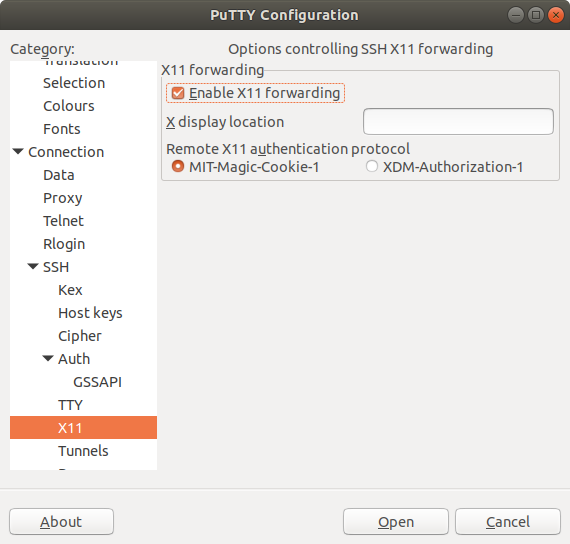 PuTTY Configuration
Category:
Options controlling SSH X11 forwarding
Translation
Selection
Colours
Fonts
Connection
Data
Proxy
Telnet
Rlogin
SSH
Kex
Host keys
Cipher
Auth
GSSAPI
TTY
X11
Tunnels
X11 forwarding
Enable X11 forwarding
X display location
Remote X11 authentication protocol
MIT-Magic-Cookie-1 XDM-Authorization-1
About Open Cancel